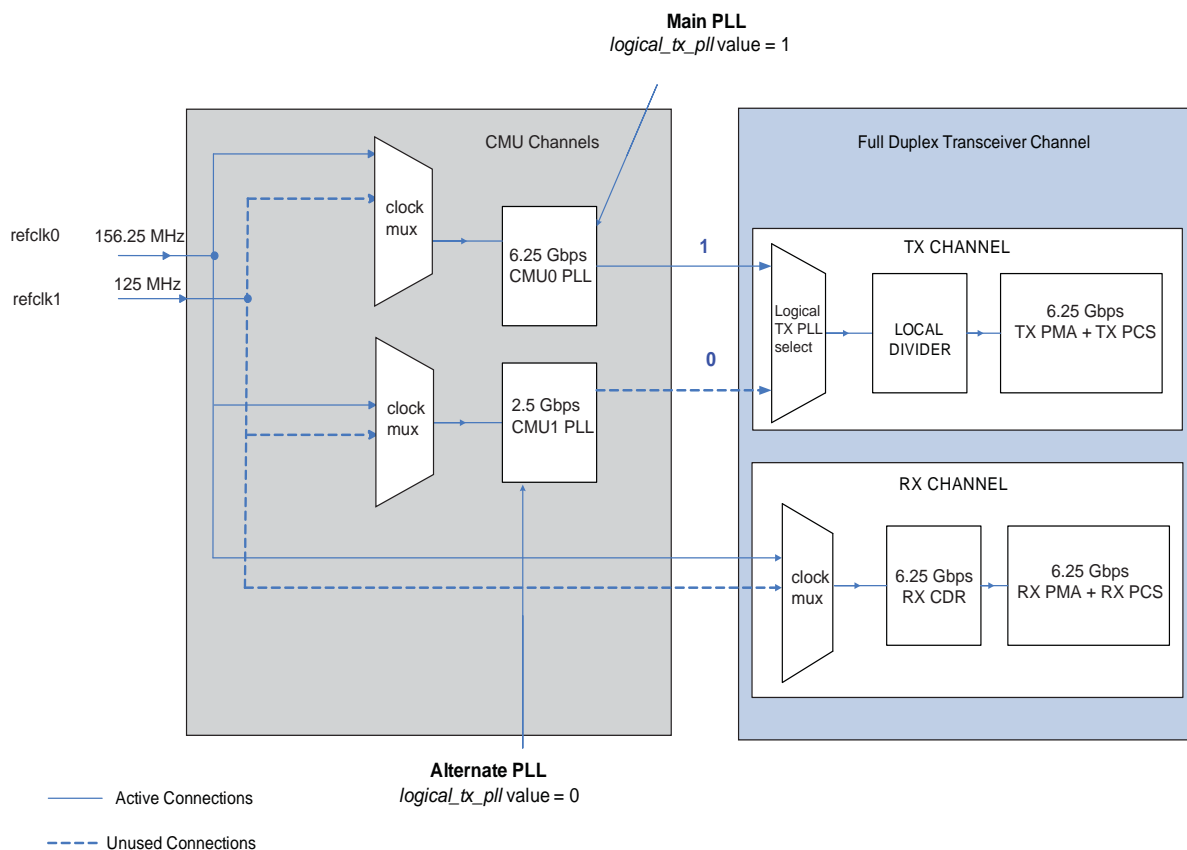 Main PLL
logical_tx_pll value = 1
CMU Channels
Full Duplex Transceiver Channel
clock
mux
refclk0
156.25 MHz
refclk1
125 MHz
6.25 Gbps
CMU0 PLL
1
TX CHANNEL
Logical
TX PLL
select
LOCAL
DIVIDER
6.25 Gbps
TX PMA + TX PCS
0
clock
mux
2.5 Gbps
CMU1 PLL
RX CHANNEL
clock
mux
6.25 Gbps
RX CDR
6.25 Gbps
RX PMA + RX PCS
Alternate PLL
logical_tx_pll value = 0
Active Connections
Unused Connections